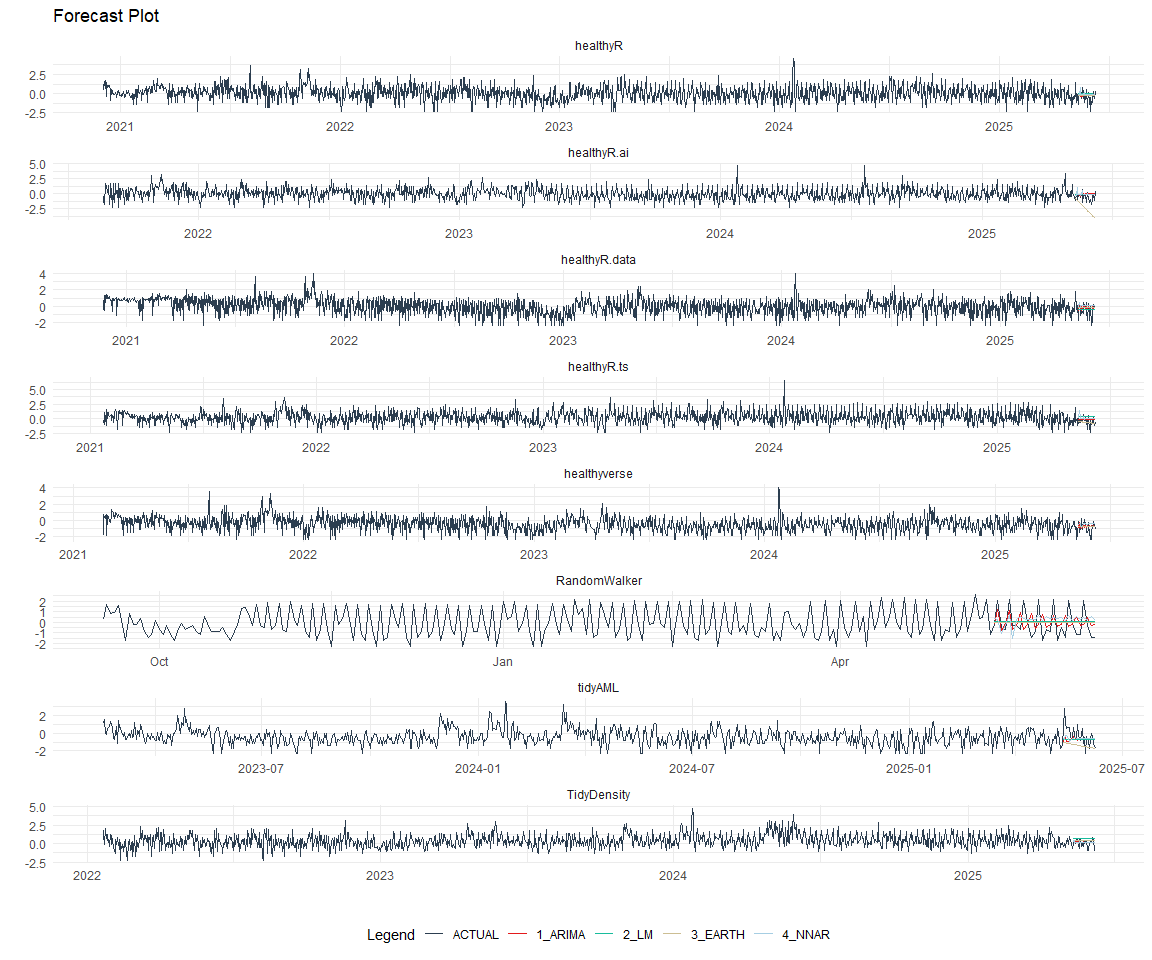 Forecast Plot
healthyR
2.5
0.0
-2.5
2021 2022 2023 2024 2025
healthyR.ai
5.0
2.5
0.0
-2.5
2022 2023 2024 2025
healthyR.data
4
2
0
-2
2021 2022 2023 2024 2025
healthyR.ts
5.0
2.5
0.0
-2.5
2021 2022 2023 2024 2025
healthyverse
4
2
0
-2
2021 2022 2023 2024 2025
RandomWalker
2
1
0
-1
-2
Oct Jan Apr
tidyAML
2
0
-2
2023-07 2024-01 2024-07 2025-01 2025-07
TidyDensity
5.0
2.5
0.0
-2.5
2022 2023 2024 2025
Legend ACTUAL 1_ARIMA 2_LM 3_EARTH 4_NNAR